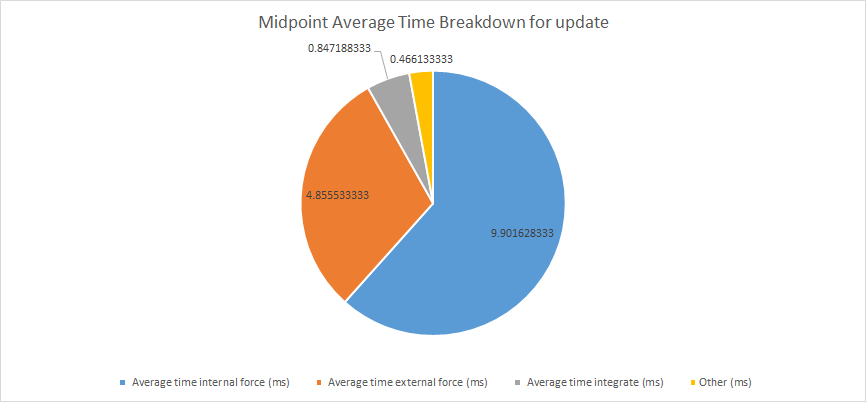 Midpoint Average Time Breakdown for update
0.847188333
0.466133333
4.855533333
9.901628333
Average time internal force (ms) Average time external force (ms) Average time integrate (ms) Other (ms)